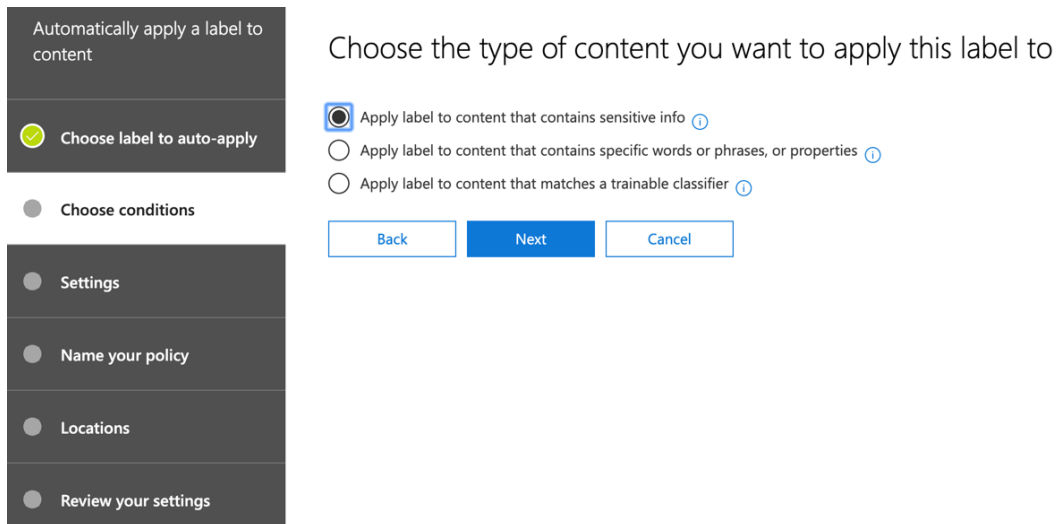 Automatically apply a label to
content
Choose label to auto-apply
Choose conditions
Settings
Name your policy
Locations
Review your settings
Choose the type of content you want to apply this label to
Apply label to content that contains sensitive info
Apply label to content that contains specific words or phrases, or properties
Apply label to content that matches a trainable classifier
Back
Next
Cancel